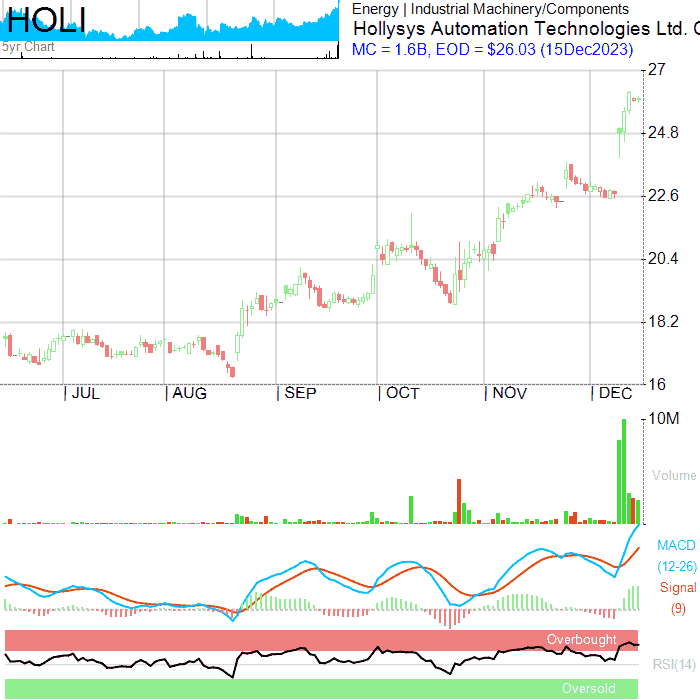 HOLI
5yr Chart
Energy | Industrial Machinery/Components
Hollysys Automation Technologies Ltd. C
MC = 1.6B, EOD = $26.03 (15Dec2023)
27
24.8
22.6
20.4
18.2
16
JUL AUG SEP OCT NOV DEC
10M
Volume
MACD
(12-26)
Signal
(9)
Overbought
RSI(14)
Oversold